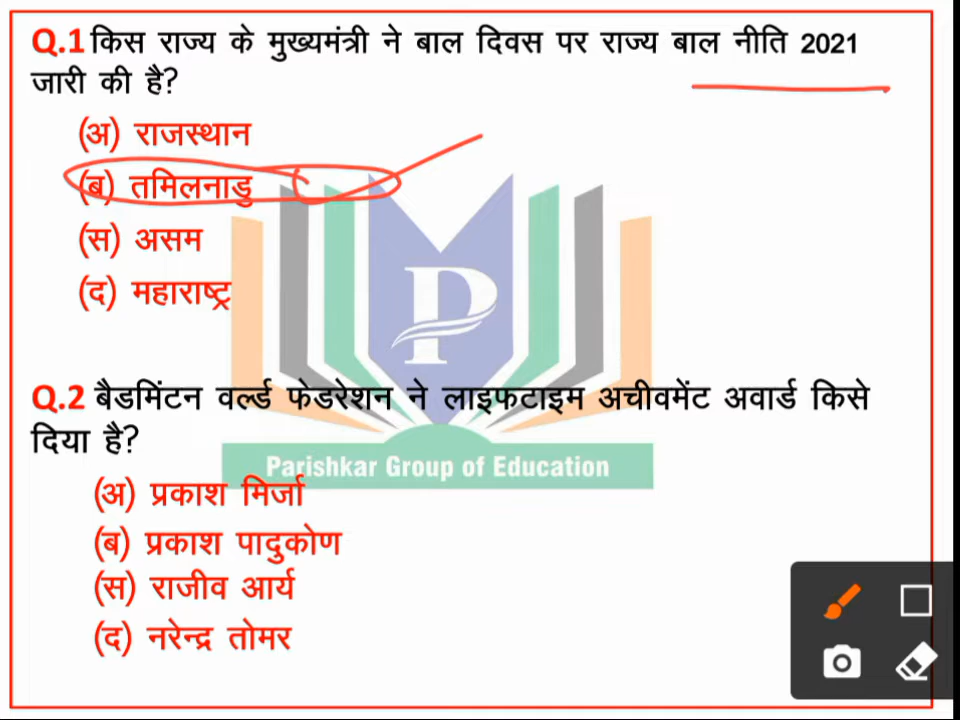 Q.1 किस राज्य के मुख्यमंत्री ने बाल दिवस पर राज्य बाल नीति 2021
जारी की है?
(अ) राजस्थान
(ब) तमिलनाडु
(स) असम
(द) महाराष्ट्र
P
Q.2 बैडमिंटन वर्ल्ड फेडरेशन ने लाइफटाइम अचीवमेंट अवार्ड किसे
दिया है?
Parishkar Group of Education
(अ) प्रकाश मिर्जा
(ब) प्रकाश पादुकोण
(स) राजीव आर्य
(द) नरेन्द्र तोमर